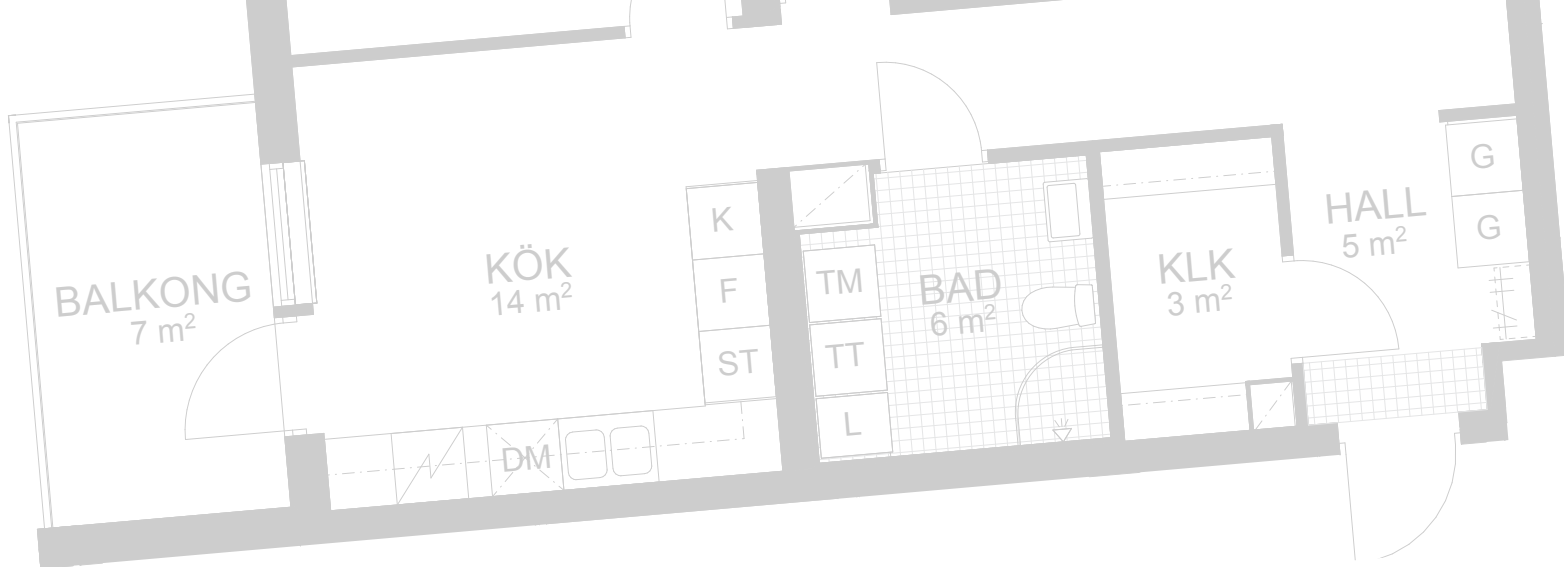 BALKONG
7 m²
KÖK
14 m²
K
F
ST
DM
TM
TT
L
BAD
6 m²
KLK
3 m²
HALL
5 m²
G
G